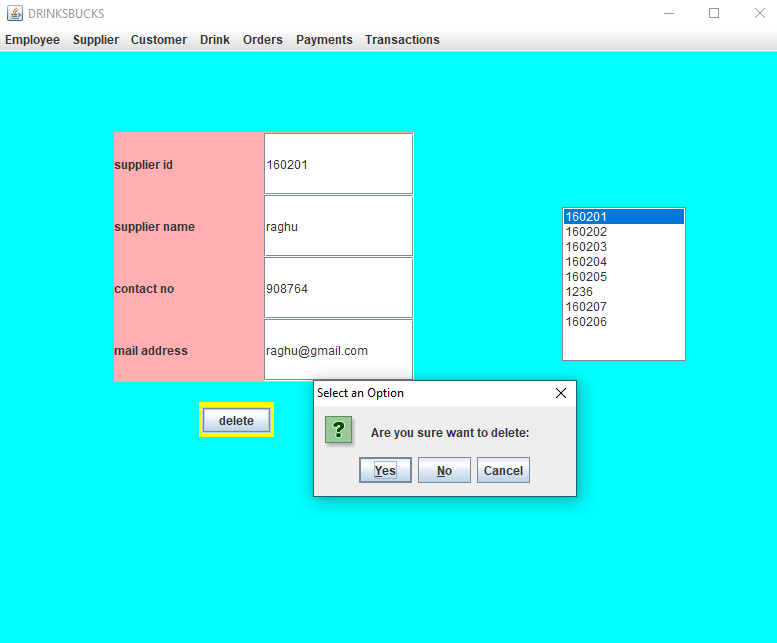 DRINKSBUCKS
Employee Supplier Customer Drink Orders Payments Transactions
supplier id 160201
supplier name raghu
contact no 908764
mail address raghu@gmail.com
160201
160202
160203
160204
160205
1236
160207
160206
delete
Select an Option
?
Are you sure want to delete:
Yes No Cancel